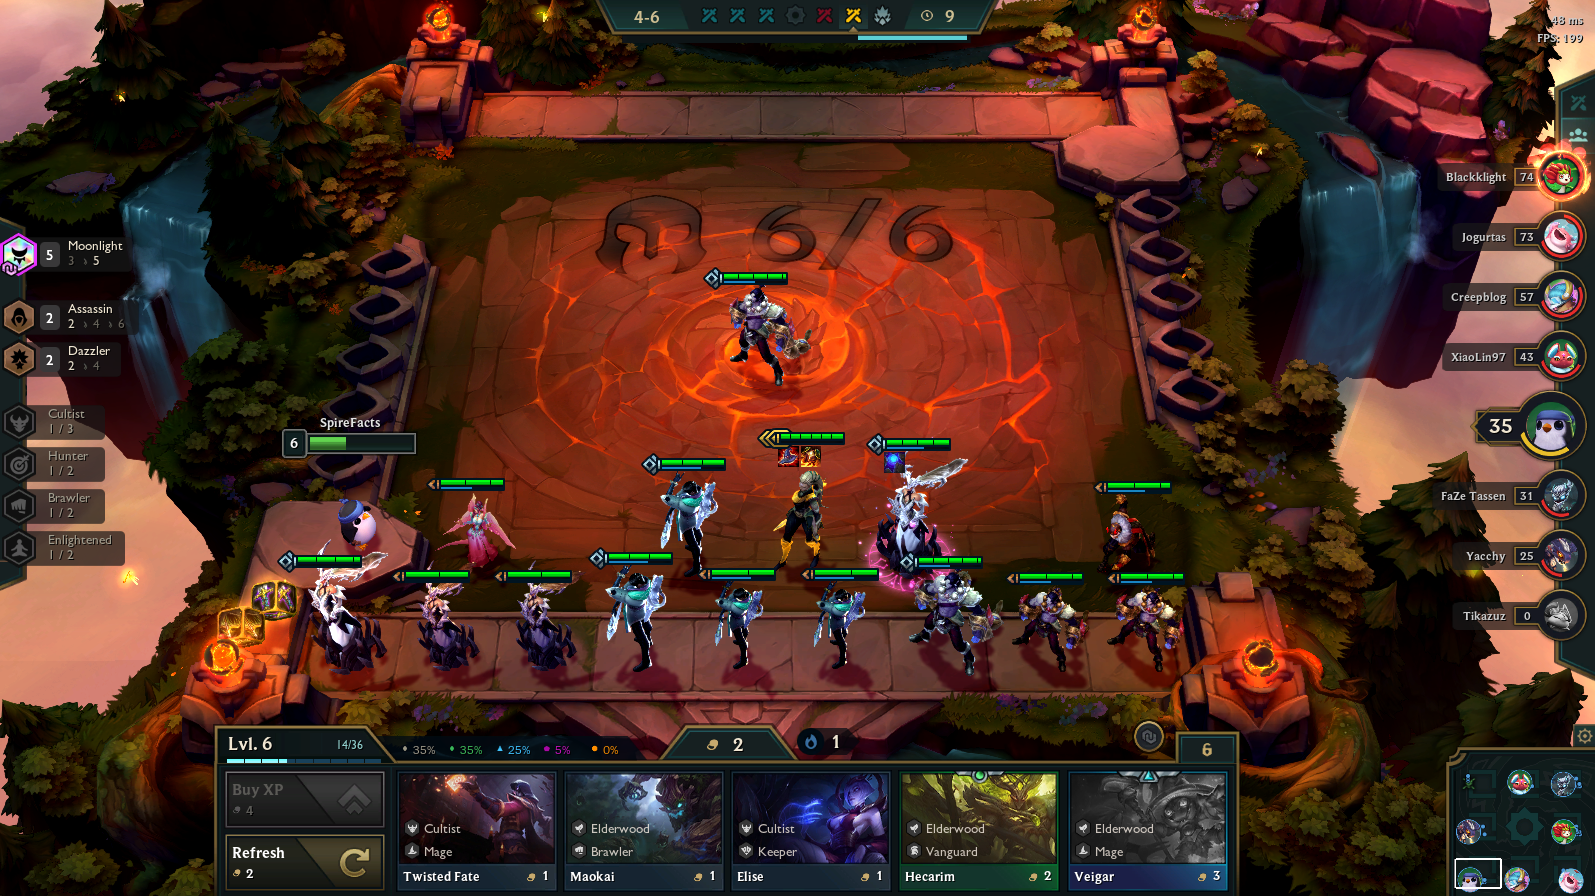 4-6
9
48 ms
FPS: 199
6/6
Blackklight 74
Jogurtas 73
Creepblog 57
XiaoLin97 43
35
FaZe Tassen 31
Yacchy 25
Tikazuz 0
5 Moonlight
3 › 5
2 Assassin
2 › 4 › 6
2 Dazzler
2 › 4
Cultist
1 / 3
Hunter
1 / 2
Brawler
1 / 2
Enlightened
1 / 2
SpireFacts
6
Lvl. 6 14/36
35% 35% 25% 5% 0%
2
1
6
Buy XP
4
Refresh
2
Cultist
Mage
Twisted Fate 1
Elderwood
Brawler
Maokai 1
Cultist
Keeper
Elise 1
Elderwood
Vanguard
Hecarim 2
Elderwood
Mage
Veigar 3